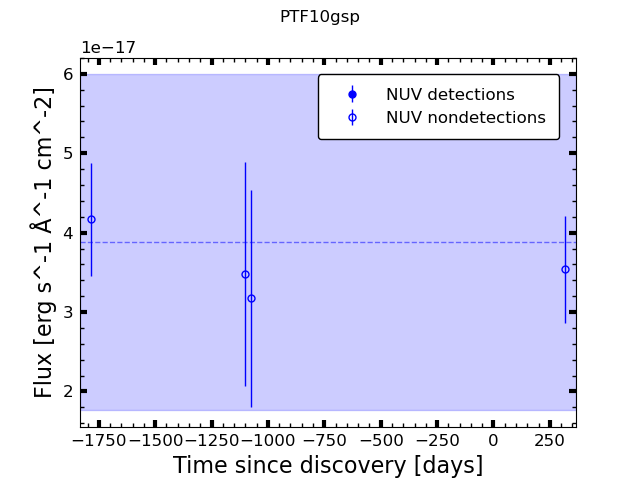 PTF10gsp
1e−17
NUV detections
NUV nondetections
6
5
4
3
2
Flux [erg s^-1 Å^-1 cm^-2]
−1750 −1500 −1250 −1000 −750 −500 −250 0 250
Time since discovery [days]